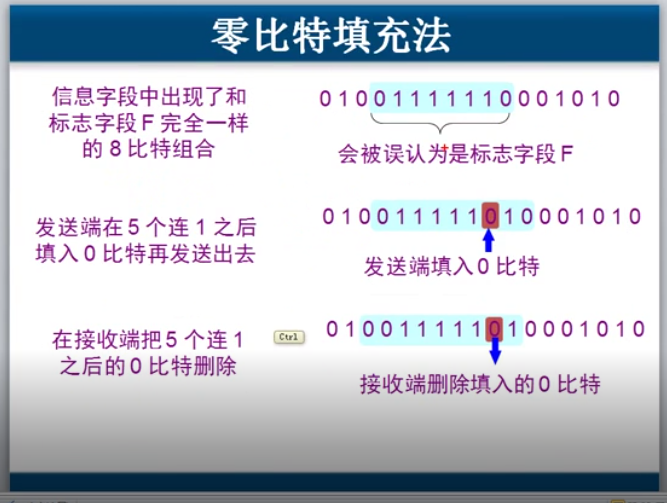 零比特填充法
信息字段中出现了和
标志字段 F 完全一样
的 8 比特组合
0 1 0 0 1 1 1 1 1 1 0 0 0 1 0 1 0
会被误认为是标志字段 F
发送端在 5 个连 1 之后
填入 0 比特再发送出去
0 1 0 0 1 1 1 1 1 0 1 0 0 0 1 0 1 0
发送端填入 0 比特
在接收端把 5 个连 1
之后的 0 比特删除
Ctrl
0 1 0 0 1 1 1 1 1 0 1 0 0 0 1 0 1 0
接收端删除填入的 0 比特